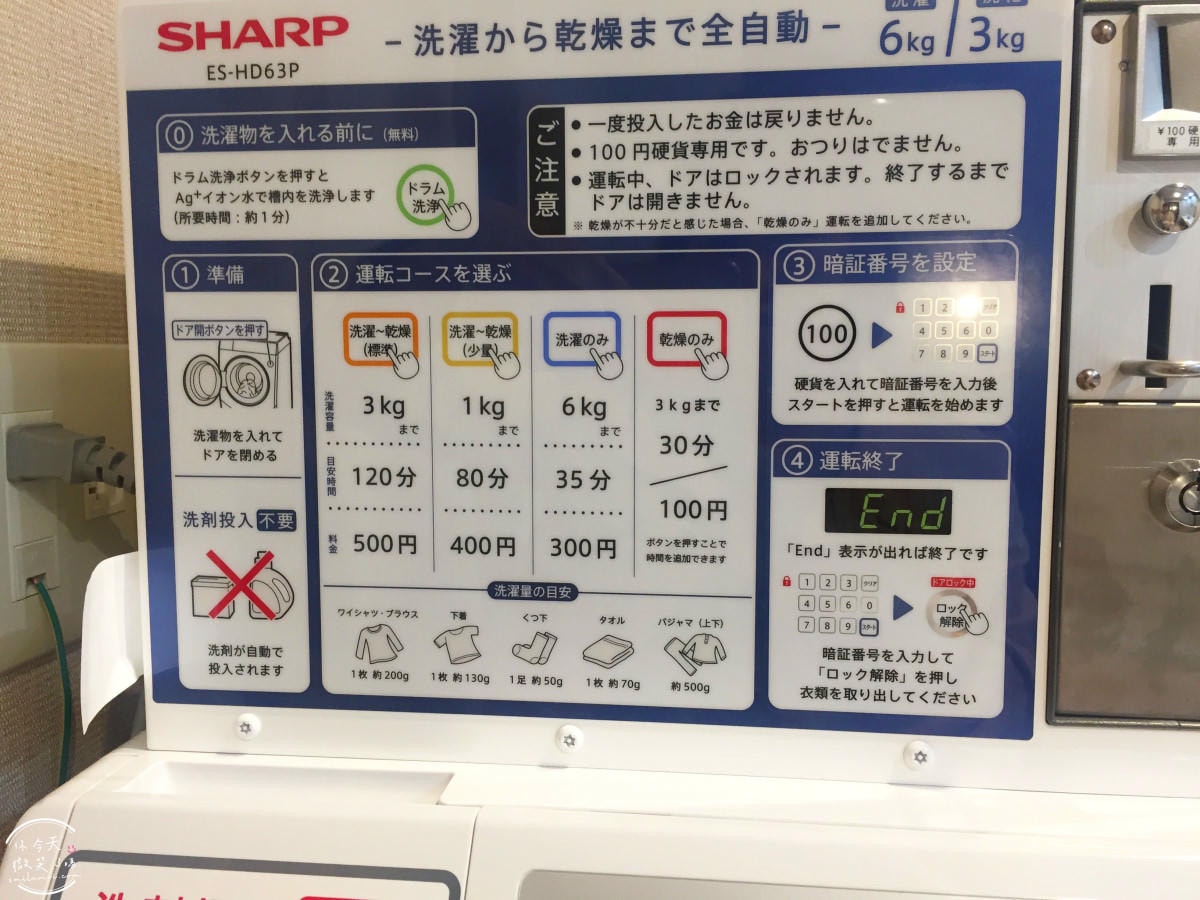 SHARP
ES-HD63P
－洗濯から乾燥まで全自動－
6kg/3kg
⓪ 洗濯物を入れる前に（無料）
ドラム洗浄ボタンを押すと
Ag⁺イオン水で槽内を洗浄します
（所要時間：約1分）
ドラム
洗浄
ご注意
● 一度投入したお金は戻りません。
● 100円硬貨専用です。おつりはでません。
● 運転中、ドアはロックされます。終了するまで
ドアは開きません。
※ 乾燥が不十分だと感じた場合、「乾燥のみ」運転を追加してください。
① 準備
ドア開ボタンを押す
洗濯物を入れて
ドアを閉める
洗剤投入 不要
洗剤が自動で
投入されます
② 運転コースを選ぶ
洗濯～乾燥
(標準)
洗濯～乾燥
(少量)
洗濯のみ
乾燥のみ
洗濯容量
3kg
まで
1kg
まで
6kg
まで
3kgまで
目安時間
120分
80分
35分
30分
料金
500円
400円
300円
100円
ボタンを押すことで
時間を追加できます
洗濯量の目安
ワイシャツ・ブラウス
1枚 約200g
下着
1枚 約130g
くつ下
1足 約50g
タオル
1枚 約70g
パジャマ（上下）
約500g
③ 暗証番号を設定
100
1 2 クリア
4 5 6 0
7 8 9 スタート
硬貨を入れて暗証番号を入力後
スタートを押すと運転を始めます
④ 運転終了
End
「End」表示が出れば終了です
1 2 3 クリア
4 5 6 0
7 8 9 スタート
ドアロック中
ロック
解除
暗証番号を入力して
「ロック解除」を押し
衣類を取り出してください
¥100硬
専用